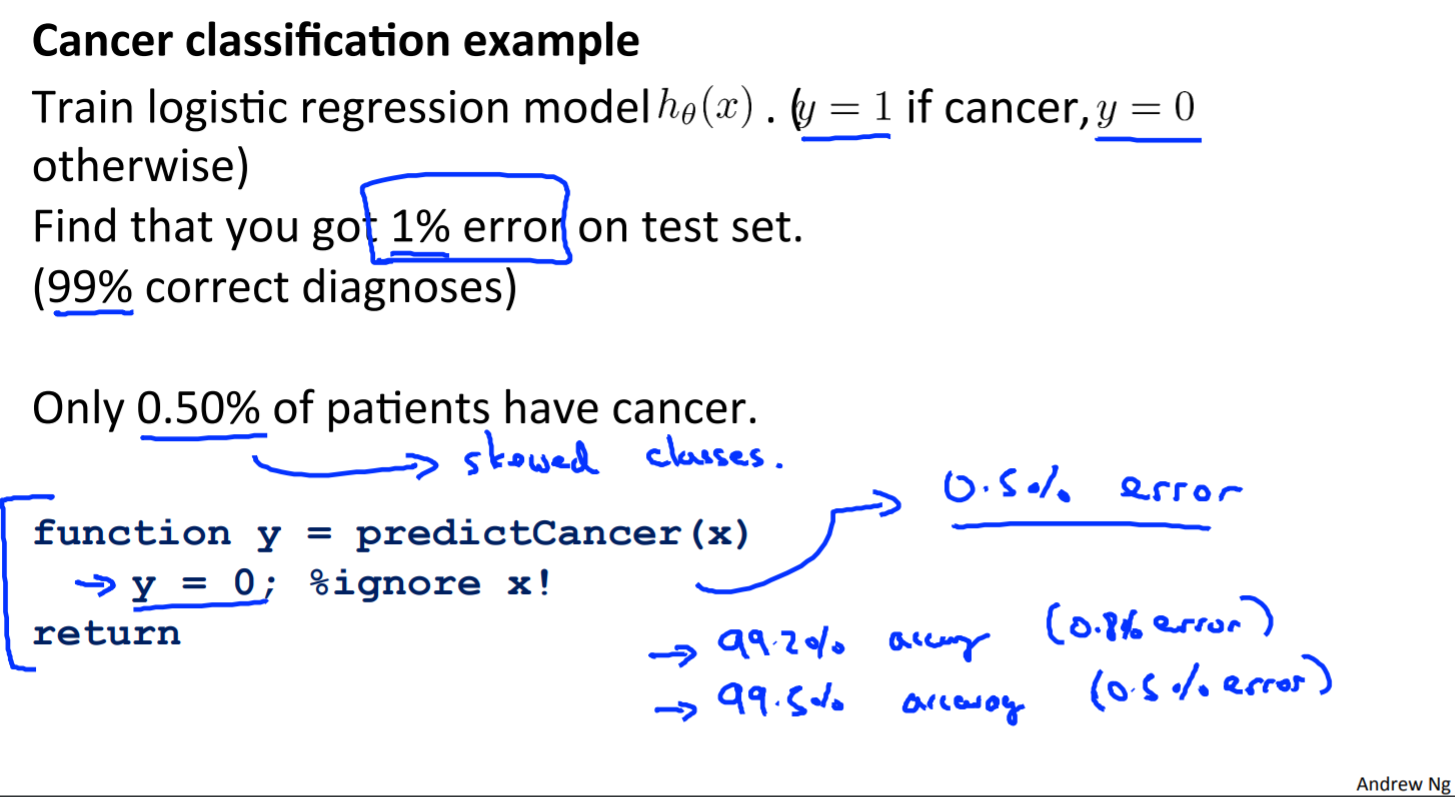 Cancer classification example
Train logistic regression model hθ(x) . (y = 1 if cancer, y = 0
otherwise)
Find that you got 1% error on test set.
(99% correct diagnoses)
Only 0.50% of patients have cancer.
→ skewed classes.
function y = predictCancer(x)
→ y = 0; %ignore x!
return
→ 0.5% error
→ 99.2% accuracy (0.8% error)
→ 99.5% accuracy (0.5% error)
Andrew Ng